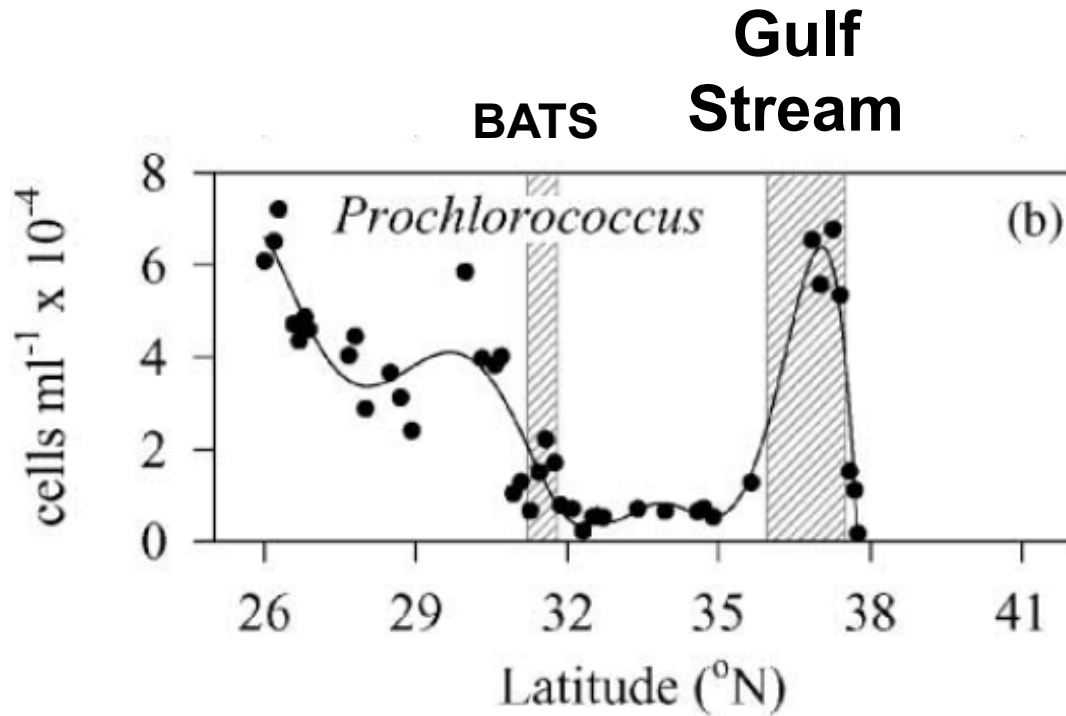 Gulf
Stream
BATS
cells ml⁻¹ x 10⁻⁴
8
6
4
2
0
Prochlorococcus
(b)
26 29 32 35 38 41
Latitude (°N)